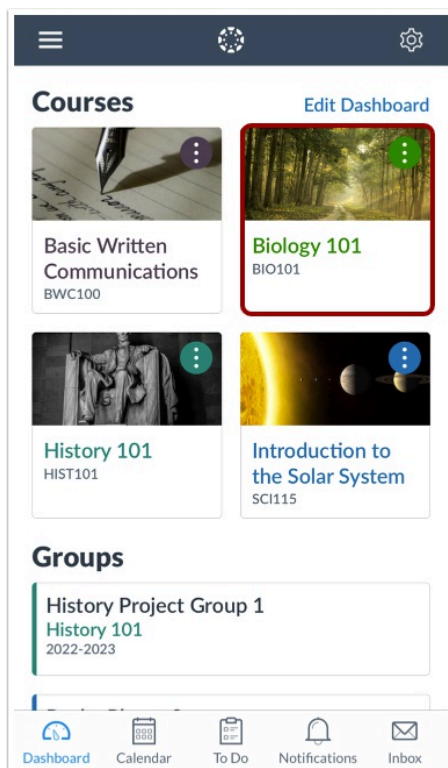 Courses
Edit Dashboard
Basic Written
Communications
BWC100
Biology 101
BIO101
History 101
HIST101
Introduction to
the Solar System
SCI115
Groups
History Project Group 1
History 101
2022-2023
Dashboard
Calendar
To Do
Notifications
Inbox